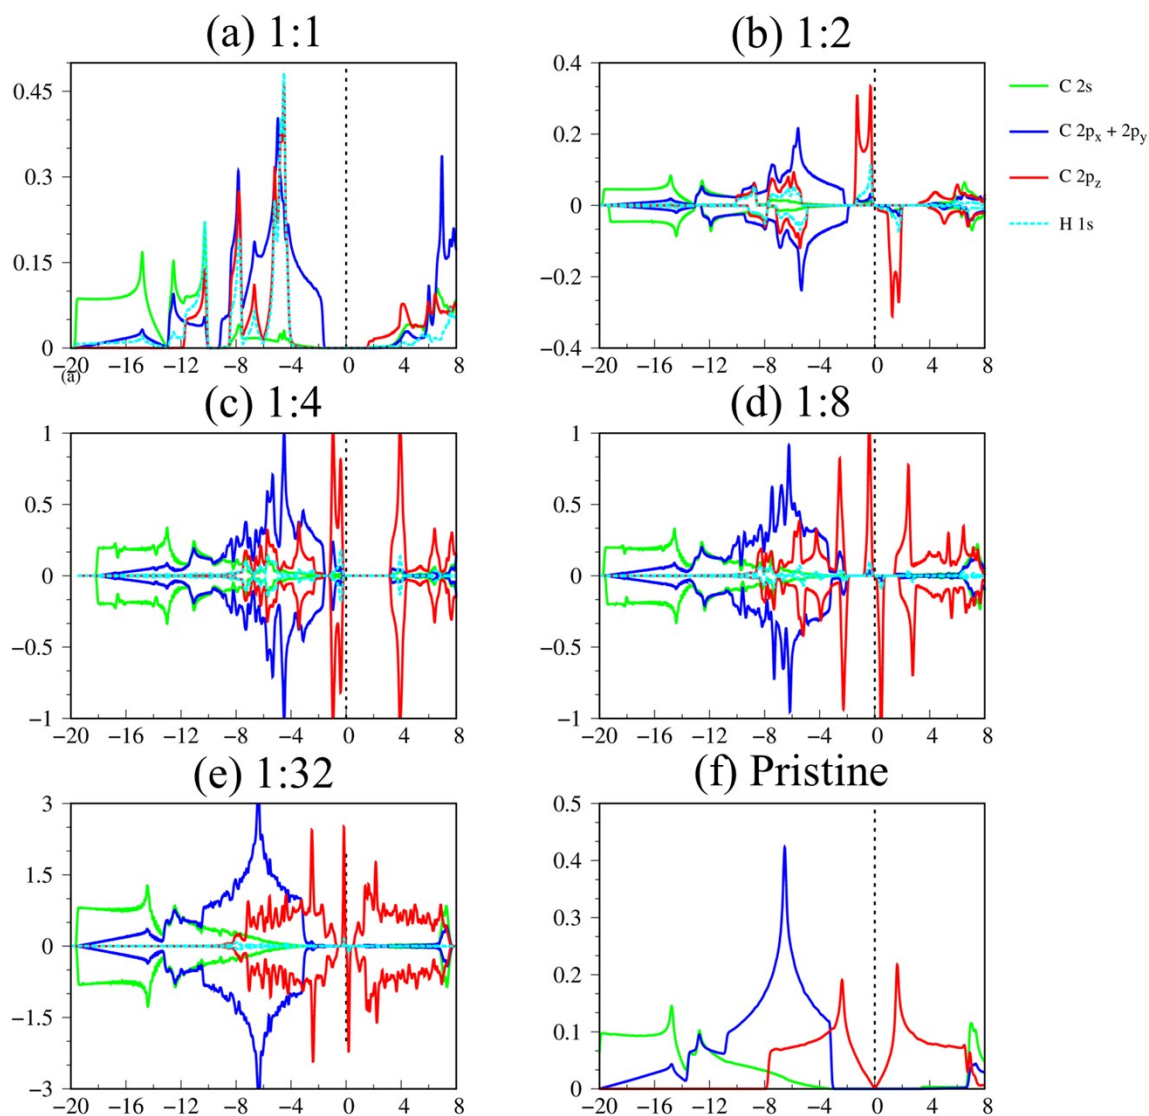 (a) 1:1
(b) 1:2
0.45
0.3
0.15
0
−20 −16 −12 −8 −4 0 4 8
(a)
0.4
0.2
0
−0.2
−0.4
−20 −16 −12 −8 −4 0 4 8
C 2s
C 2px + 2py
C 2pz
H 1s
(c) 1:4
(d) 1:8
1
0.5
0
−0.5
−1
−20 −16 −12 −8 −4 0 4 8
1
0.5
0
−0.5
−1
−20 −16 −12 −8 −4 0 4 8
(e) 1:32
(f) Pristine
3
1.5
0
−1.5
−3
−20 −16 −12 −8 −4 0 4 8
0.5
0.4
0.3
0.2
0.1
0
−20 −16 −12 −8 −4 0 4 8